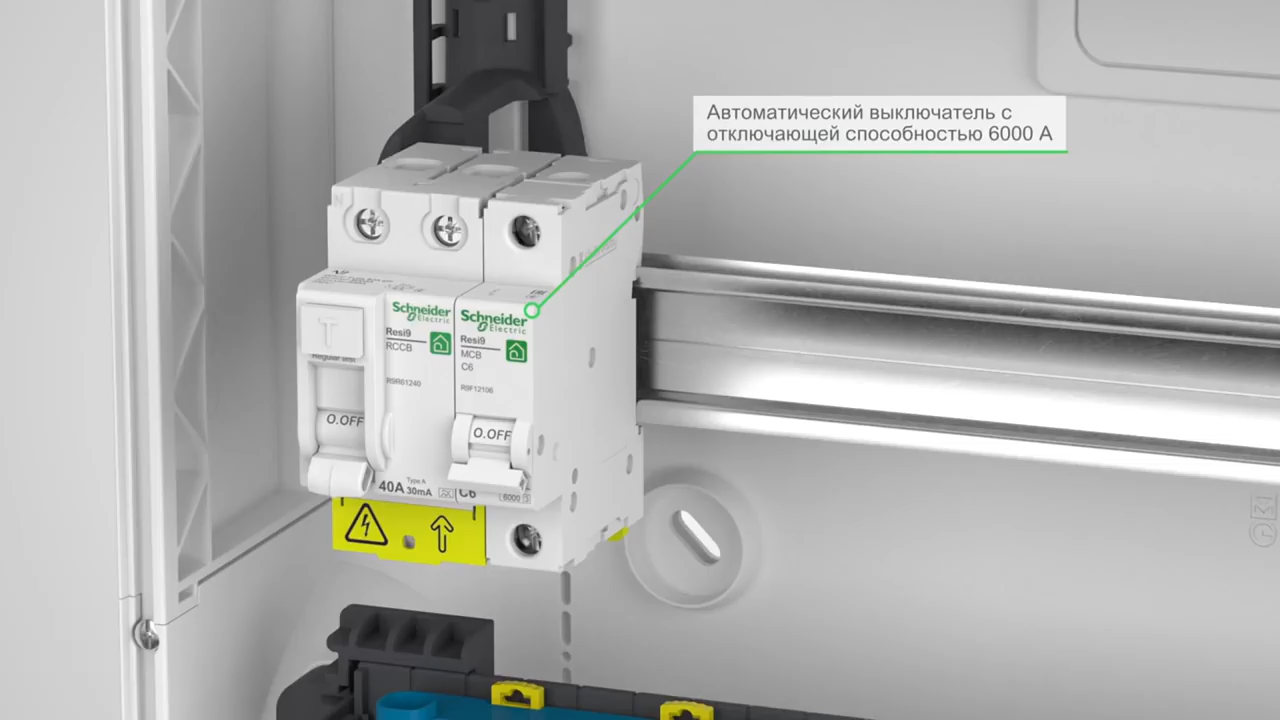 Автоматический выключатель с
отключающей способностью 6000 А
N
T
Schneider
Electric
Resi9
RCCB
R9R61240
O.OFF
40A
Type A
30mA
Schneider
Electric
Resi9
MCB
C6
R9F12106
O.OFF
C6
6000
3